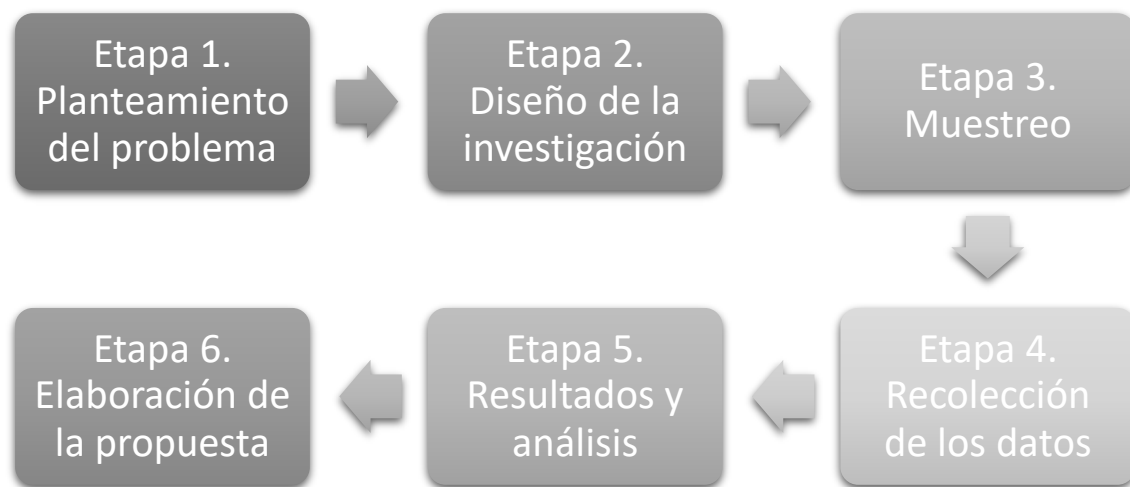 Etapa 1.
Planteamiento
del problema
Etapa 2.
Diseño de la
investigación
Etapa 3.
Muestreo
Etapa 4.
Recolección
de los datos
Etapa 5.
Resultados y
análisis
Etapa 6.
Elaboración de
la propuesta